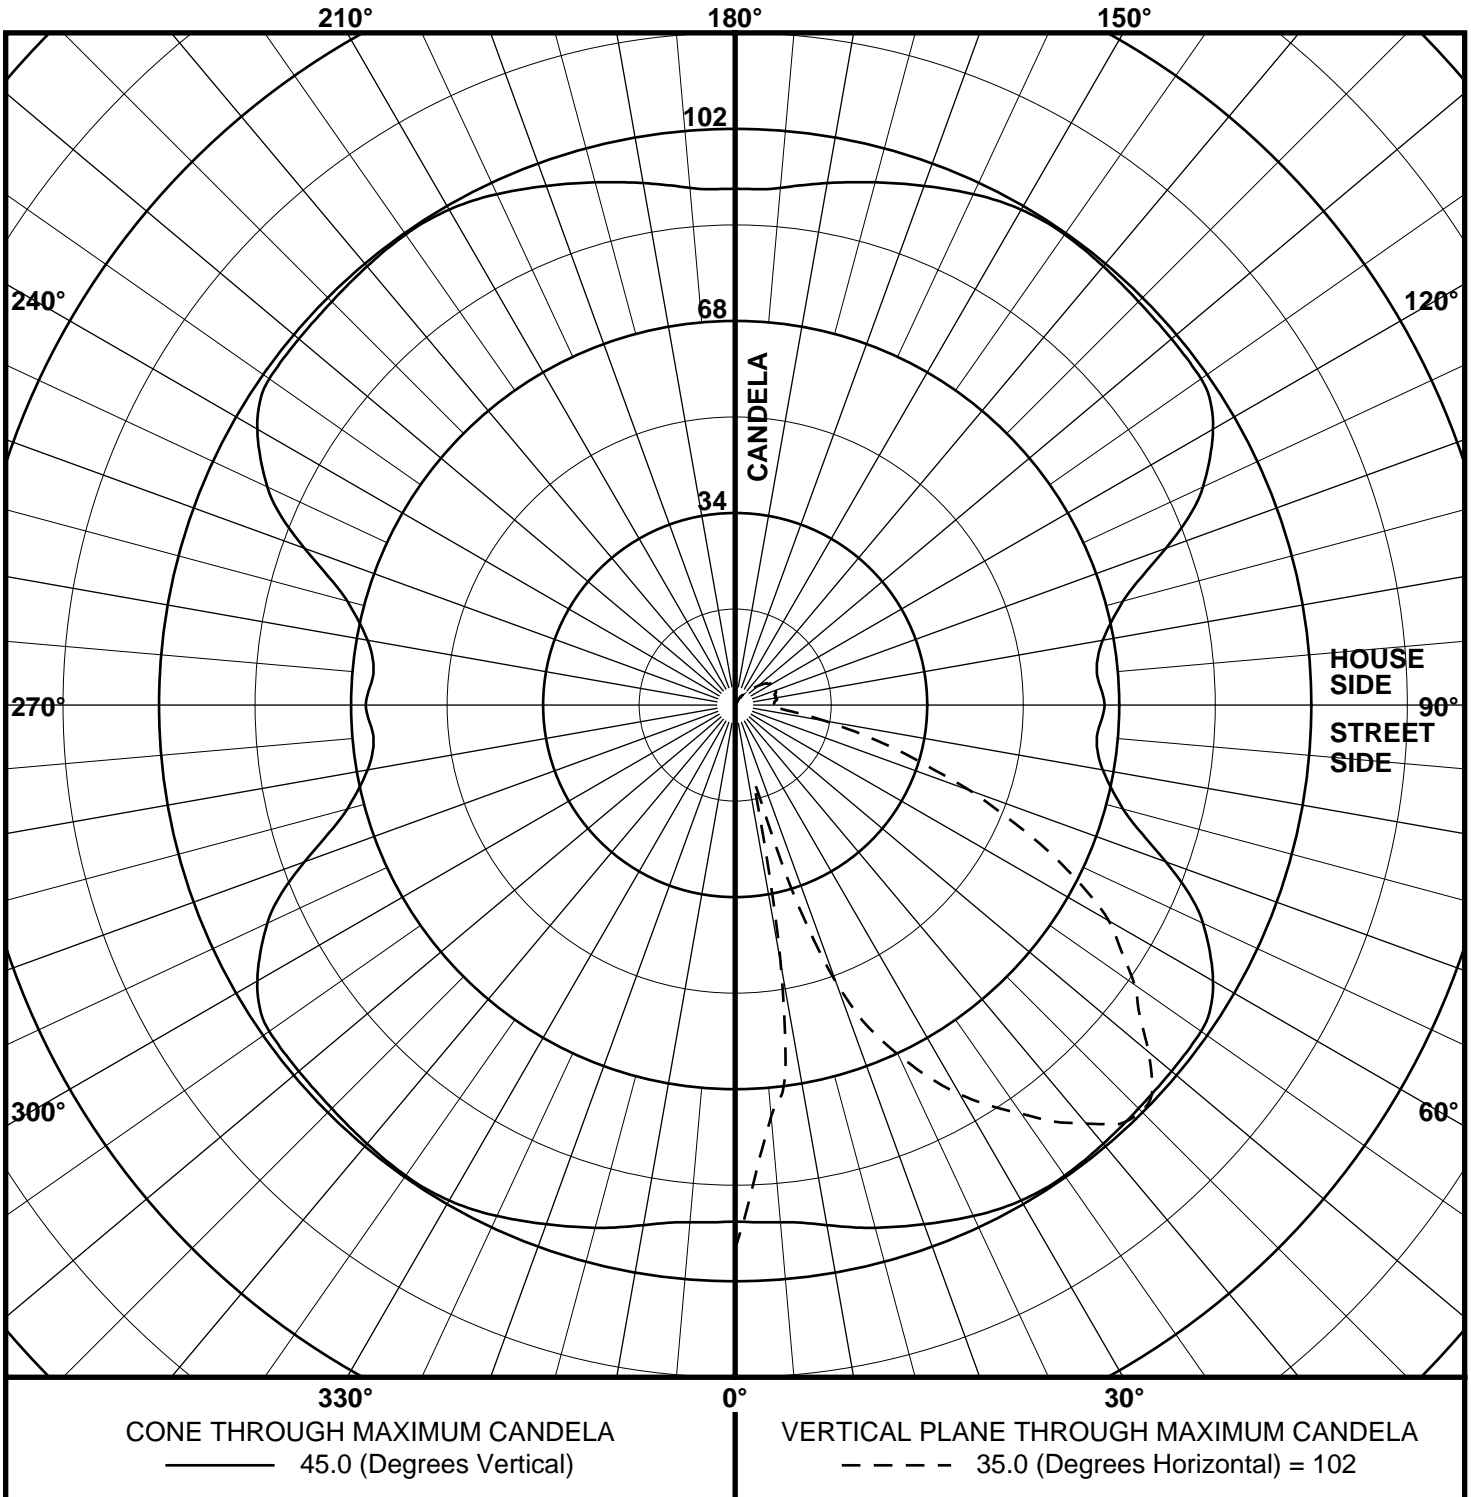 210°
180°
150°
102
240°
120°
68
CANDELA
34
HOUSE
SIDE
270°
90°
STREET
SIDE
300°
60°
330°
0°
30°
CONE THROUGH MAXIMUM CANDELA
45.0 (Degrees Vertical)
VERTICAL PLANE THROUGH MAXIMUM CANDELA
35.0 (Degrees Horizontal) = 102